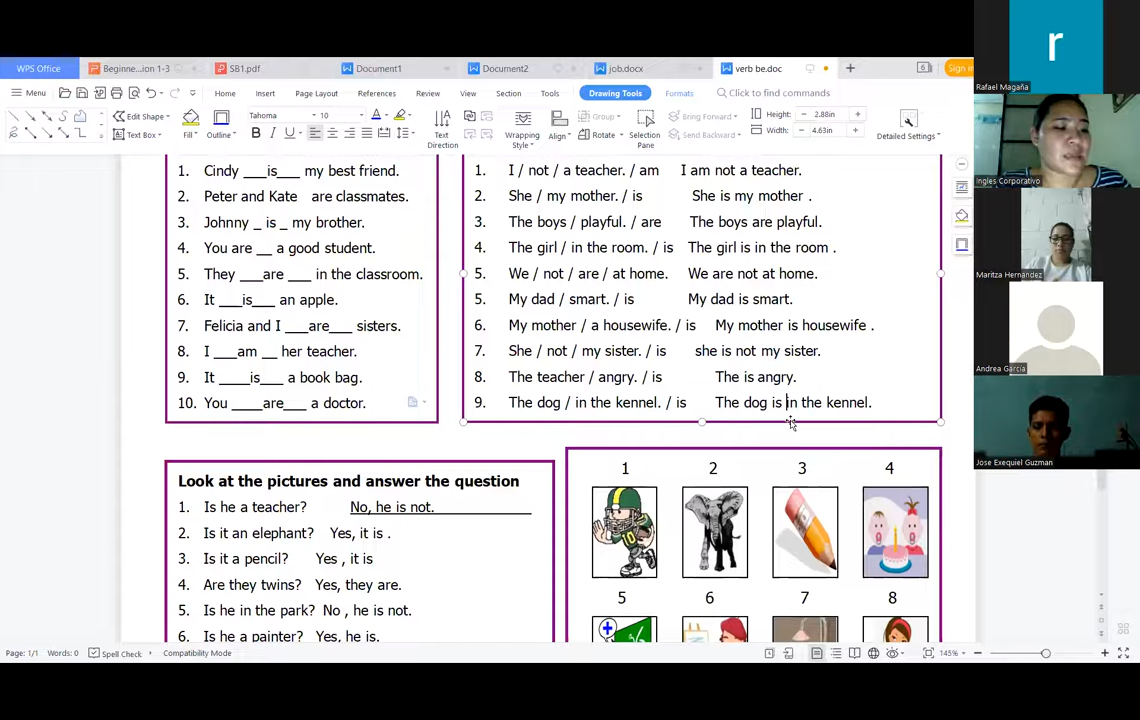 WPS Office
Beginne...ion 1-3
SB1.pdf
Document1
Document2
job.docx
verb be.doc
Sign in
Menu
Home
Insert
Page Layout
References
Review
View
Section
Tools
Drawing Tools
Formats
Click to find commands
Edit Shape
Text Box
Fill
Outline
Tahoma
10
Text Direction
Wrapping Style
Align
Group
Rotate
Selection Pane
Bring Forward
Send Backward
Height: 2.88in
Width: 4.63in
Detailed Settings
1. Cindy ___is___ my best friend.
2. Peter and Kate are classmates.
3. Johnny _ is _ my brother.
4. You are __ a good student.
5. They ___are ___ in the classroom.
6. It ___is___ an apple.
7. Felicia and I ___are___ sisters.
8. I ___am __ her teacher.
9. It ____is___ a book bag.
10. You ____are___ a doctor.
1. I / not / a teacher. / am I am not a teacher.
2. She / my mother. / is She is my mother .
3. The boys / playful. / are The boys are playful.
4. The girl / in the room. / is The girl is in the room .
5. We / not / are / at home. We are not at home.
5. My dad / smart. / is My dad is smart.
6. My mother / a housewife. / is My mother is housewife .
7. She / not / my sister. / is she is not my sister.
8. The teacher / angry. / is The is angry.
9. The dog / in the kennel. / is The dog is in the kennel.
Look at the pictures and answer the question
1. Is he a teacher? No, he is not.
2. Is it an elephant? Yes, it is .
3. Is it a pencil? Yes , it is
4. Are they twins? Yes, they are.
5. Is he in the park? No , he is not.
6. Is he a painter? Yes, he is.
1 2 3 4
10
5 6 7 8
Page: 1/1 Words: 0 Spell Check Compatibility Mode
145%
r
Rafael Magaña
Ingles Corporativo
Maritza Hernandez
Andrea Garcia
Jose Exequiel Guzman